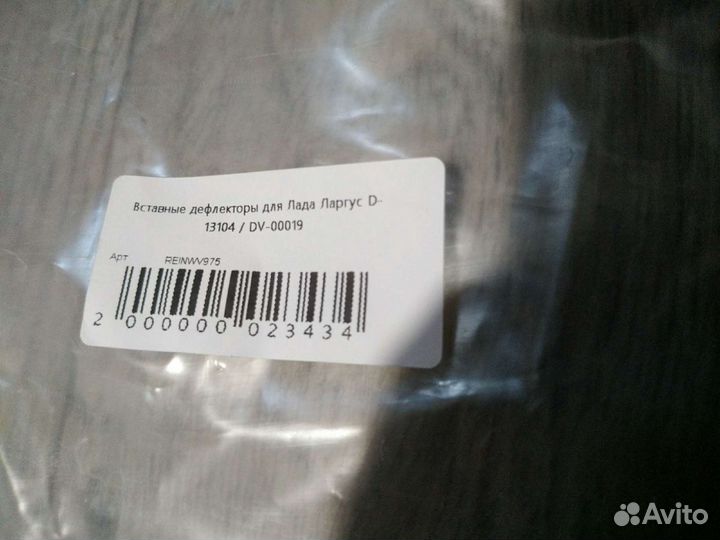 Вставные дефлекторы для Лада Ларгус D-
13104 / DV-00019
Арт REINWV975
2 000000 023434
Avito